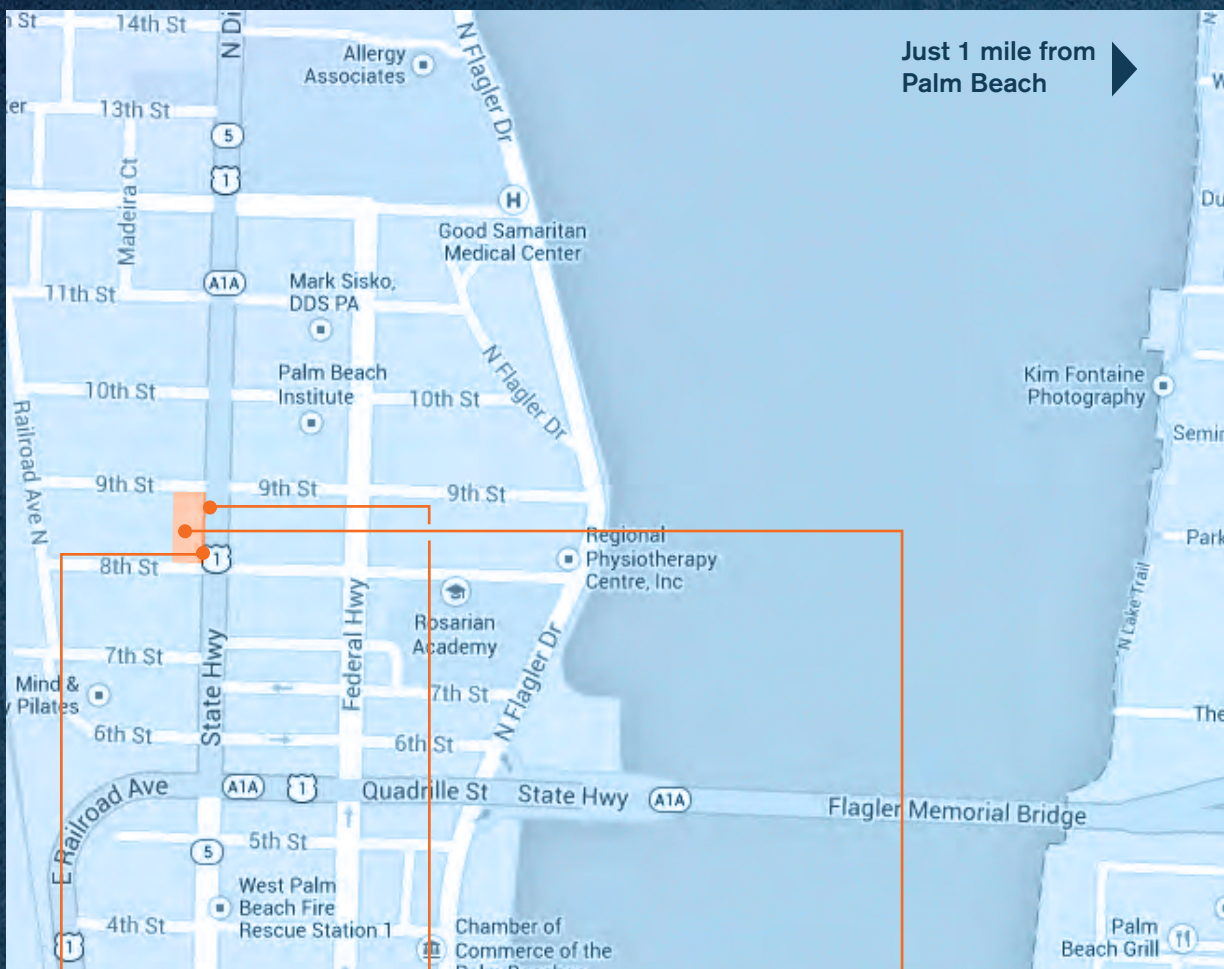 14th St
N Di
Allergy
Associates
N Flagler Dr
Just 1 mile from
Palm Beach
13th St
5
1
Madeira Ct
H
Good Samaritan
Medical Center
A1A
11th St
Mark Sisko,
DDS PA
N Flagler Dr
Palm Beach
Institute
10th St
10th St
Kim Fontaine
Photography
Railroad Ave N
9th St
9th St
9th St
Regional
Physiotherapy
Centre, Inc
8th St
1
Park
Federal Hwy
Rosarian
Academy
N Lake Trail
7th St
State Hwy
N Flagler Dr
7th St
Mind &
Pilates
6th St
6th St
The
E Railroad Ave
A1A
1
Quadrille St
State Hwy
A1A
Flagler Memorial Bridge
5
5th St
West Palm
Beach Fire
Rescue Station 1
4th St
1
Chamber of
Commerce of the
Palm
Beach Grill